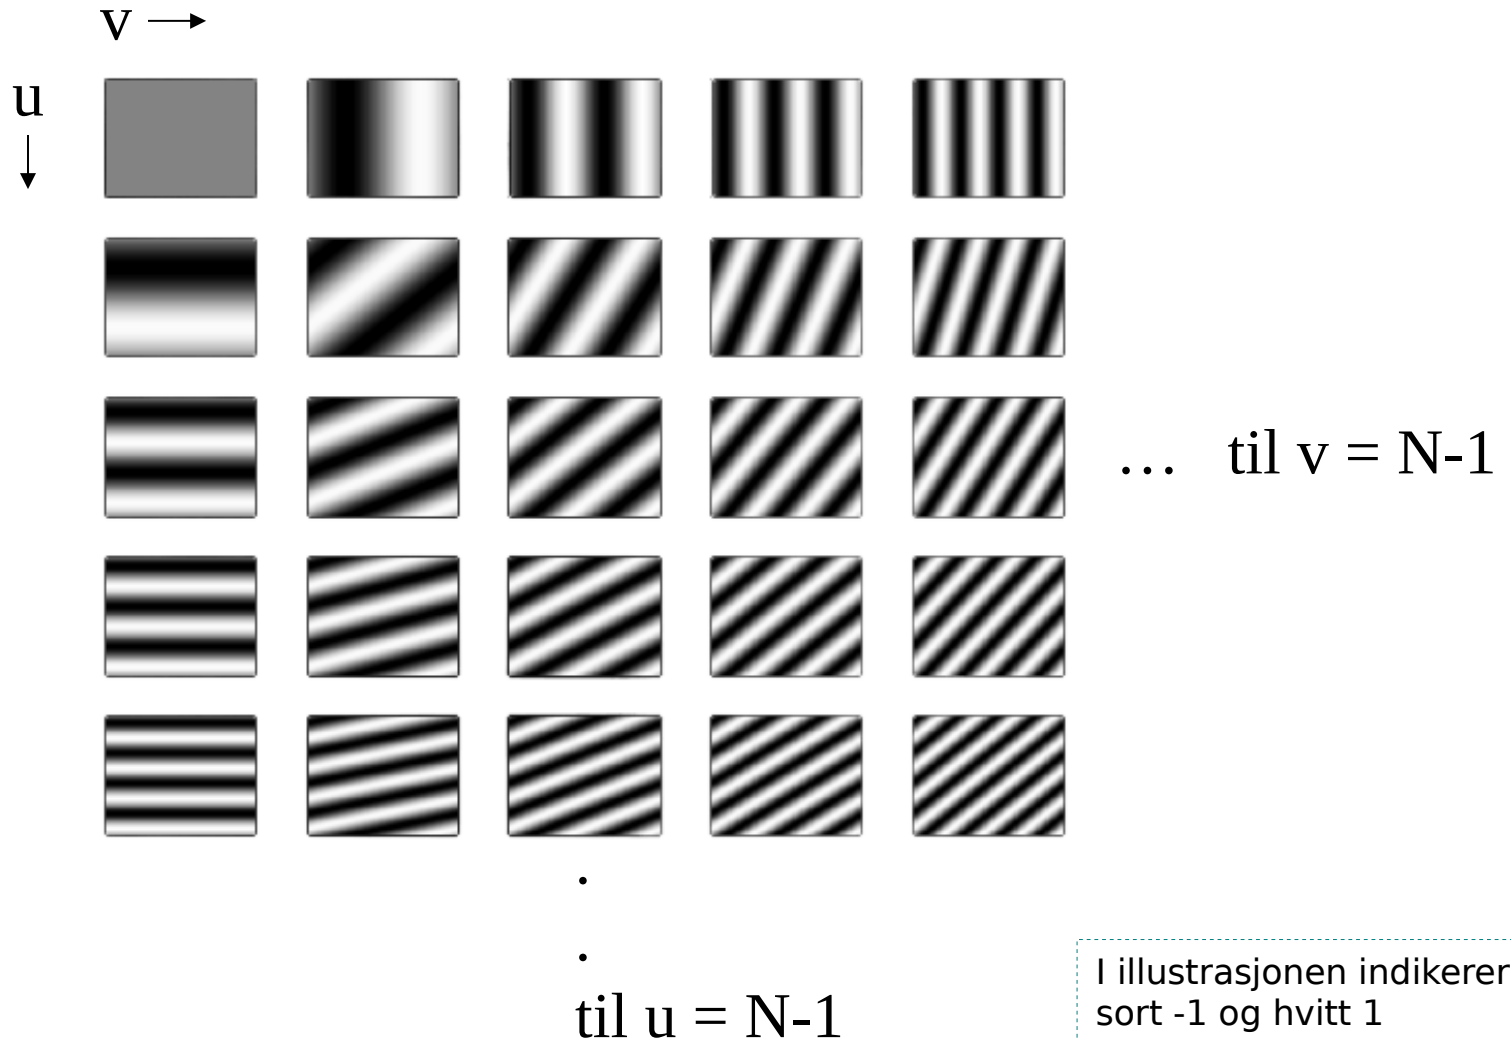 v
u
… til v = N-1
.
.
til u = N-1
I illustrasjonen indikerer
sort -1 og hvitt 1